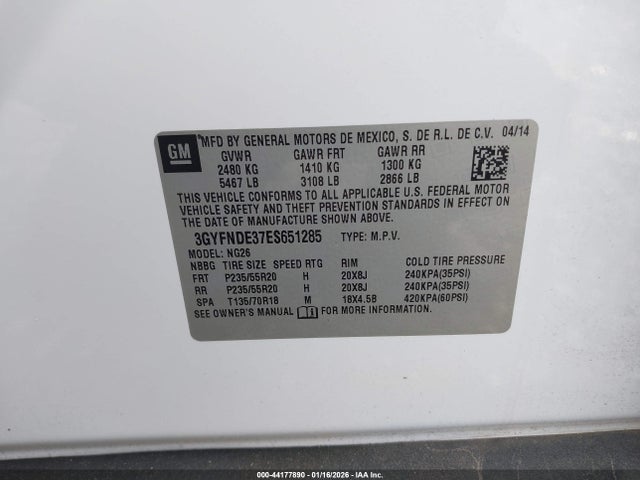 GM
MFD BY GENERAL MOTORS DE MEXICO, S. DE R.L. DE C.V. 04/14
GVWR GAWR FRT GAWR RR
2480 KG 1410 KG 1300 KG
5467 LB 3108 LB 2866 LB
THIS VEHICLE CONFORMS TO ALL APPLICABLE U.S. FEDERAL MOTOR
VEHICLE SAFETY AND THEFT PREVENTION STANDARDS IN EFFECT ON
THE DATE OF MANUFACTURE SHOWN ABOVE.
3GYFNDE37ES651285 TYPE: M.P.V.
MODEL: NG26
NBBG TIRE SIZE SPEED RTG RIM COLD TIRE PRESSURE
FRT P235/55R20 H 20X8J 240KPA(35PSI)
RR P235/55R20 H 20X8J 240KPA(35PSI)
SPA T135/70R18 M 18X4.5B 420KPA(60PSI)
SEE OWNER'S MANUAL FOR MORE INFORMATION
© 000-44177890 - 01/16/2026 - IAA Inc.